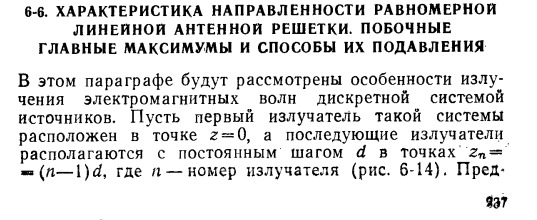 6-6. ХАРАКТЕРИСТИКА НАПРАВЛЕННОСТИ РАВНОМЕРНОЙ
ЛИНЕЙНОЙ АНТЕННОЙ РЕШЕТКИ. ПОБОЧНЫЕ
ГЛАВНЫЕ МАКСИМУМЫ И СПОСОБЫ ИХ ПОДАВЛЕНИЯ
В этом параграфе будут рассмотрены особенности излу-
чения электромагнитных волн дискретной системой
источников. Пусть первый излучатель такой системы
расположен в точке z=0, а последующие излучатели
располагаются с постоянным шагом d в точках zₙ=
=(n—1)d, где n — номер излучателя (рис. 6-14). Пред-
237